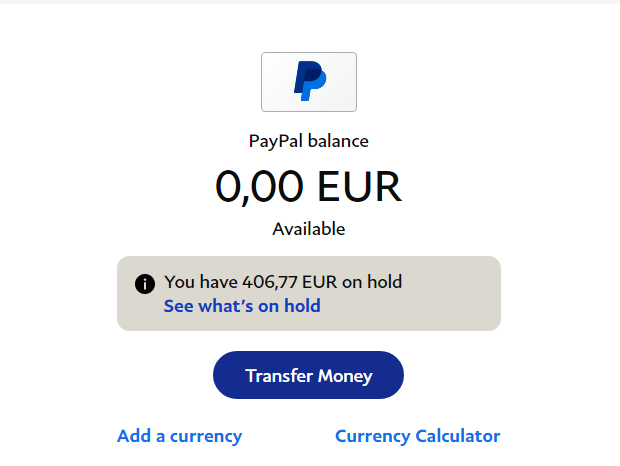 PayPal balance
0,00 EUR
Available
You have 406,77 EUR on hold
See what's on hold
Transfer Money
Add a currency
Currency Calculator